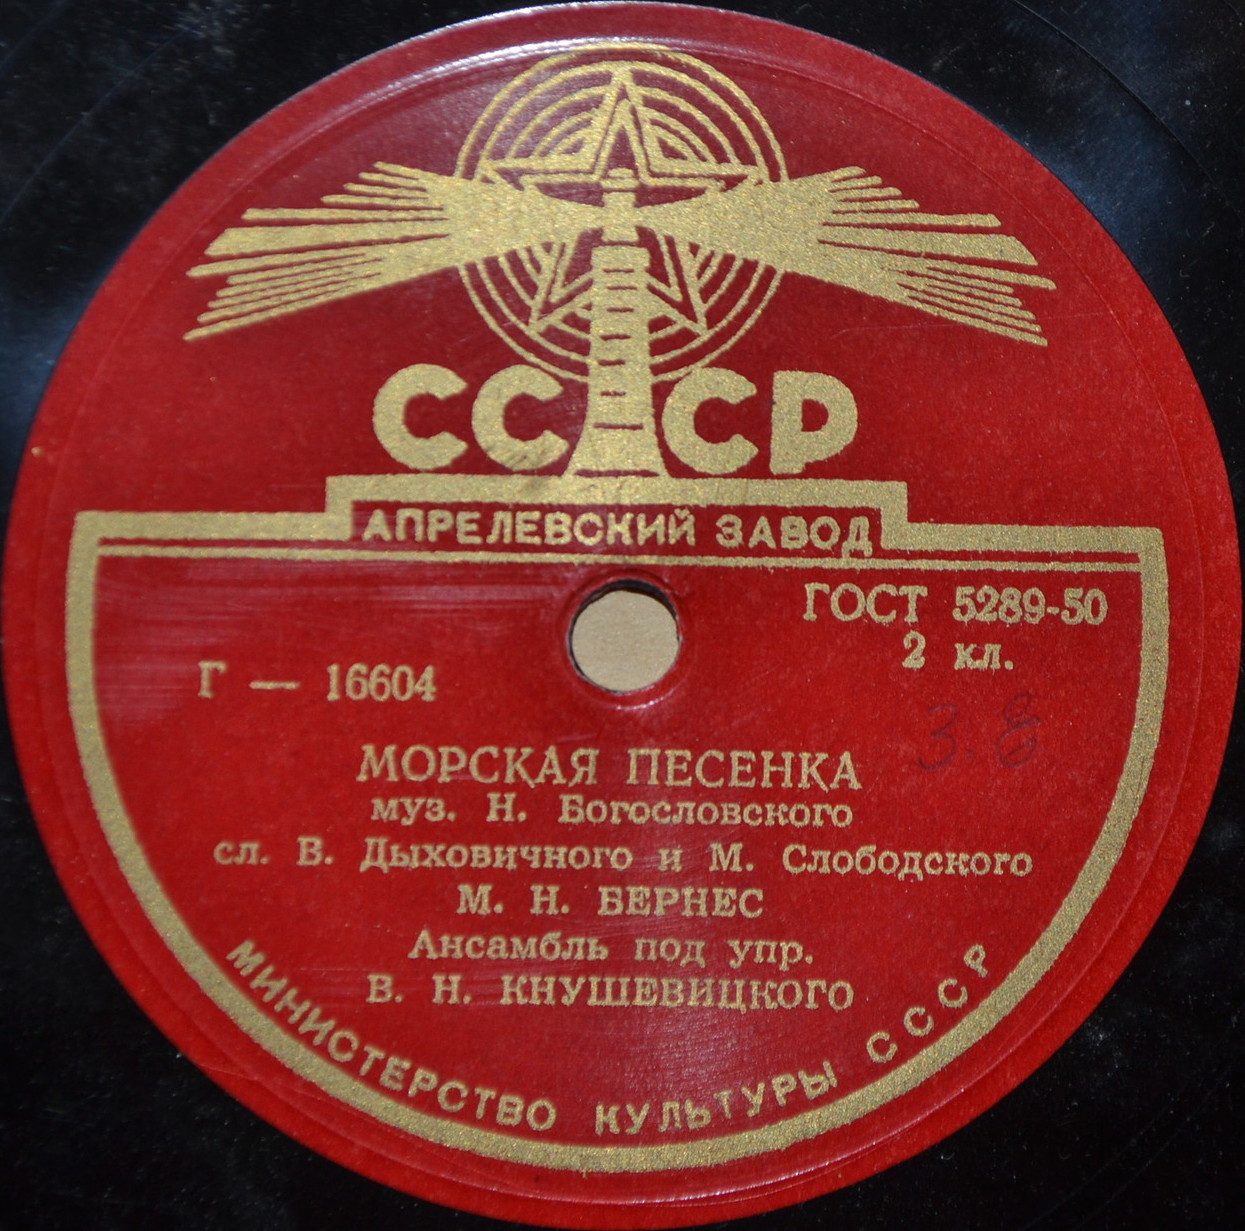 СССР
АПРЕЛЕВСКИЙ ЗАВОД
ГОСТ 5289-50
2 кл.
Г — 16604
3.8
МОРСКАЯ ПЕСЕНКА
муз. Н. Богословского
сл. В. Дыховичного и М. Слободского
М. Н. БЕРНЕС
Ансамбль под упр.
В. Н. КНУШЕВИЦКОГО
МИНИСТЕРСТВО КУЛЬТУРЫ СССР